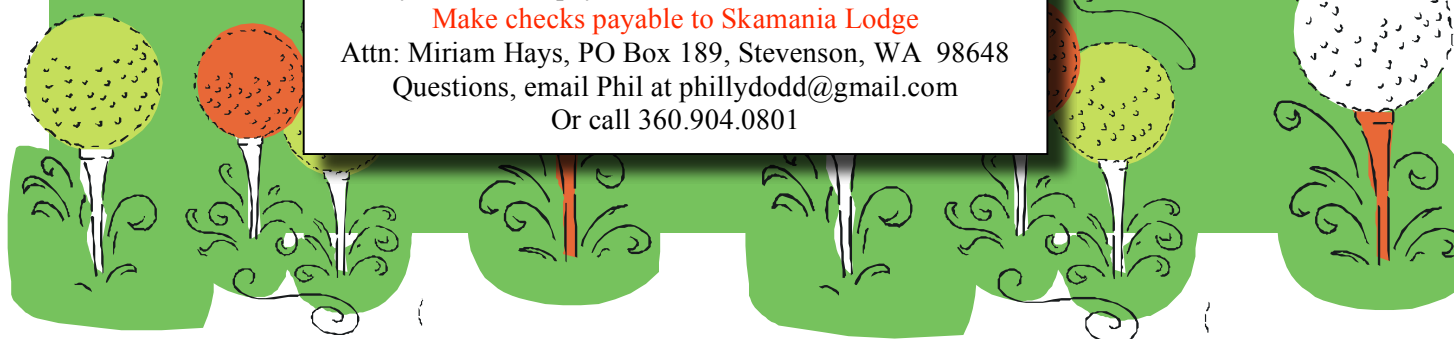 Make checks payable to Skamania Lodge
Attn: Miriam Hays, PO Box 189, Stevenson, WA 98648
Questions, email Phil at phillydodd@gmail.com
Or call 360.904.0801